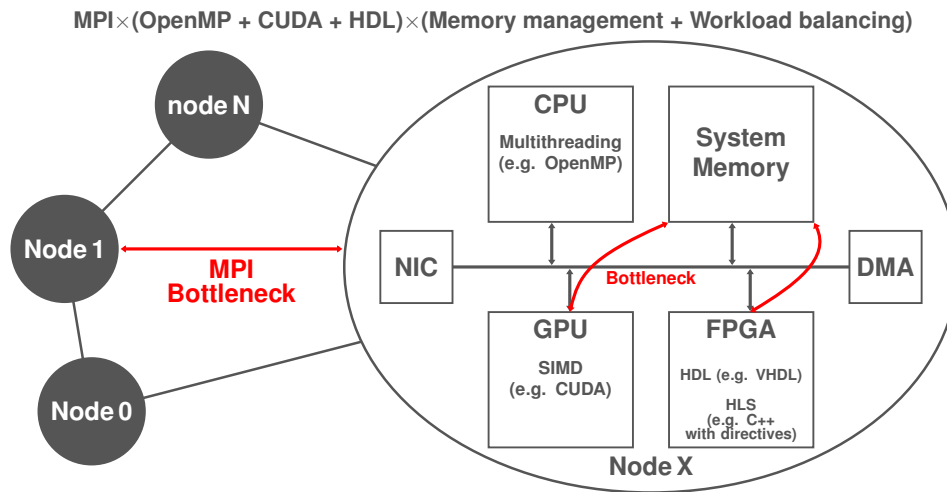 MPI×(OpenMP + CUDA + HDL)×(Memory management + Workload balancing)
node N
Node 1
Node 0
MPI
Bottleneck
CPU
Multithreading
(e.g. OpenMP)
System
Memory
NIC
Bottleneck
DMA
GPU
SIMD
(e.g. CUDA)
FPGA
HDL (e.g. VHDL)
HLS
(e.g. C++
with directives)
Node X